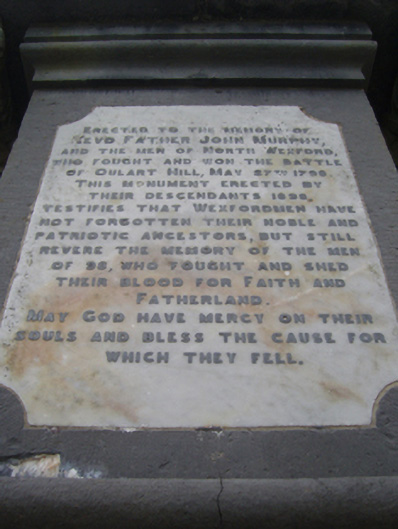 Erected to the memory of
Revd Father John Murphy,
and the men of North Wexford,
who fought and won the battle
of Oulart Hill, May 27th 1798.
This monument erected by
their descendants 1898,
testifies that Wexfordmen have
not forgotten their noble and
patriotic ancestors, but still
revere the memory of the men
of 98, who fought and shed
their blood for Faith and
Fatherland.
May God have mercy on their
souls and bless the cause for
which they fell.